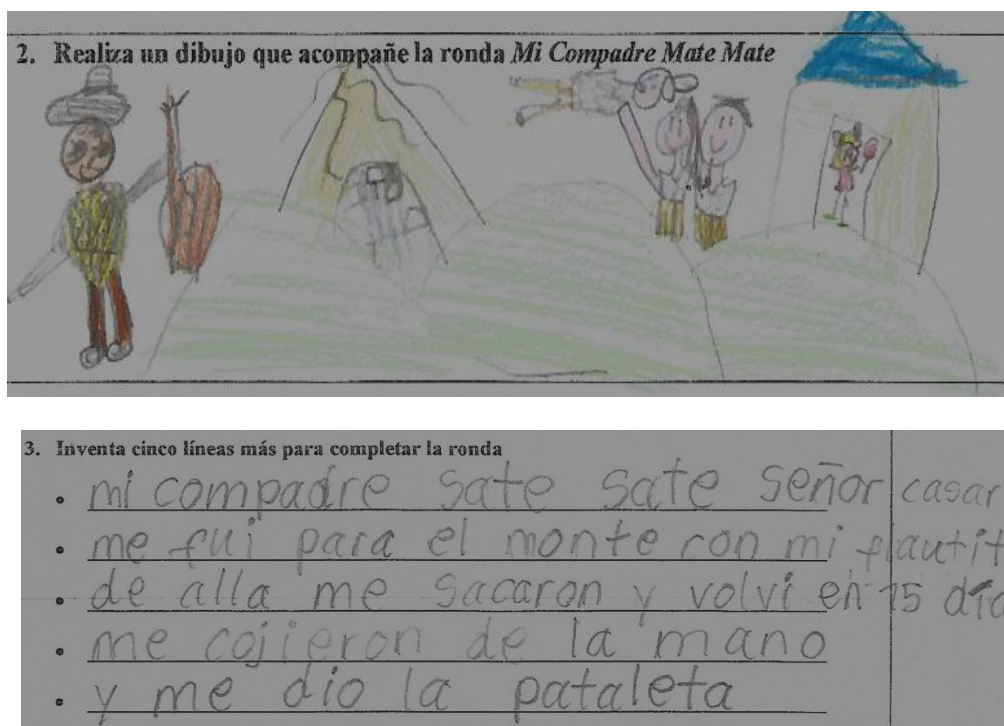 2. Realiza un dibujo que acompañe la ronda Mi Compadre Mate Mate
3. Inventa cinco líneas más para completar la ronda
• mi compadre sate sate señor casar
• me fui para el monte con mi flautit
• de alla me sacaron y volví en 15 día
• me cojieron de la mano
• y me dio la pataleta